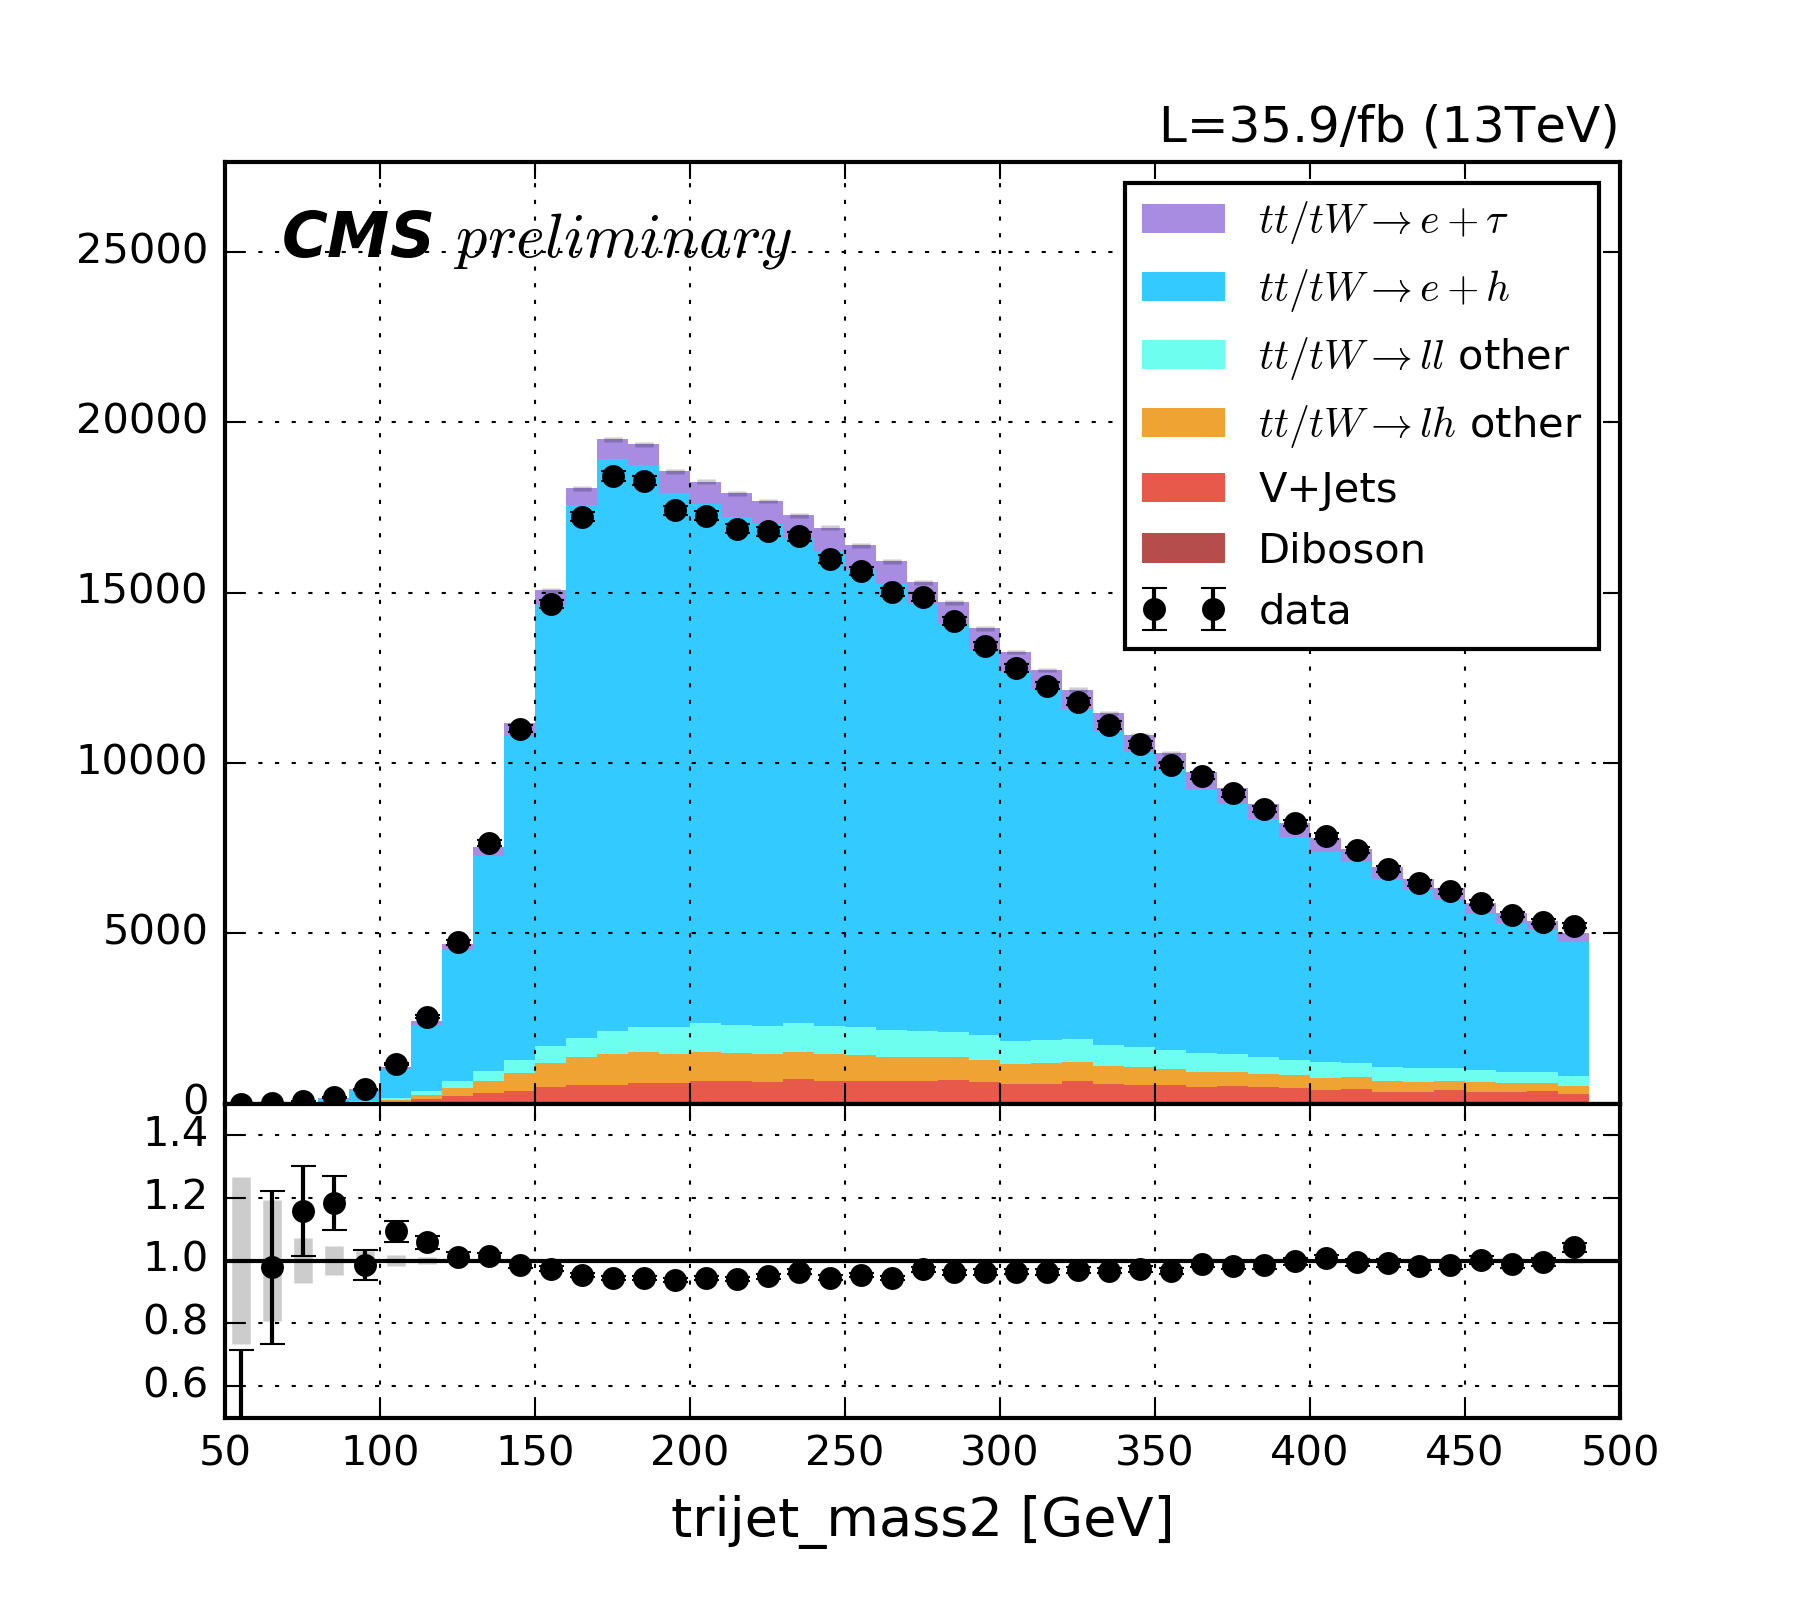 L=35.9/fb (13TeV)
CMS preliminary
tt/tW → e + τ
tt/tW → e + h
tt/tW → ll other
tt/tW → lh other
V+Jets
Diboson
data
25000
20000
15000
10000
5000
0
1.4
1.2
1.0
0.8
0.6
50 100 150 200 250 300 350 400 450 500
trijet_mass2 [GeV]